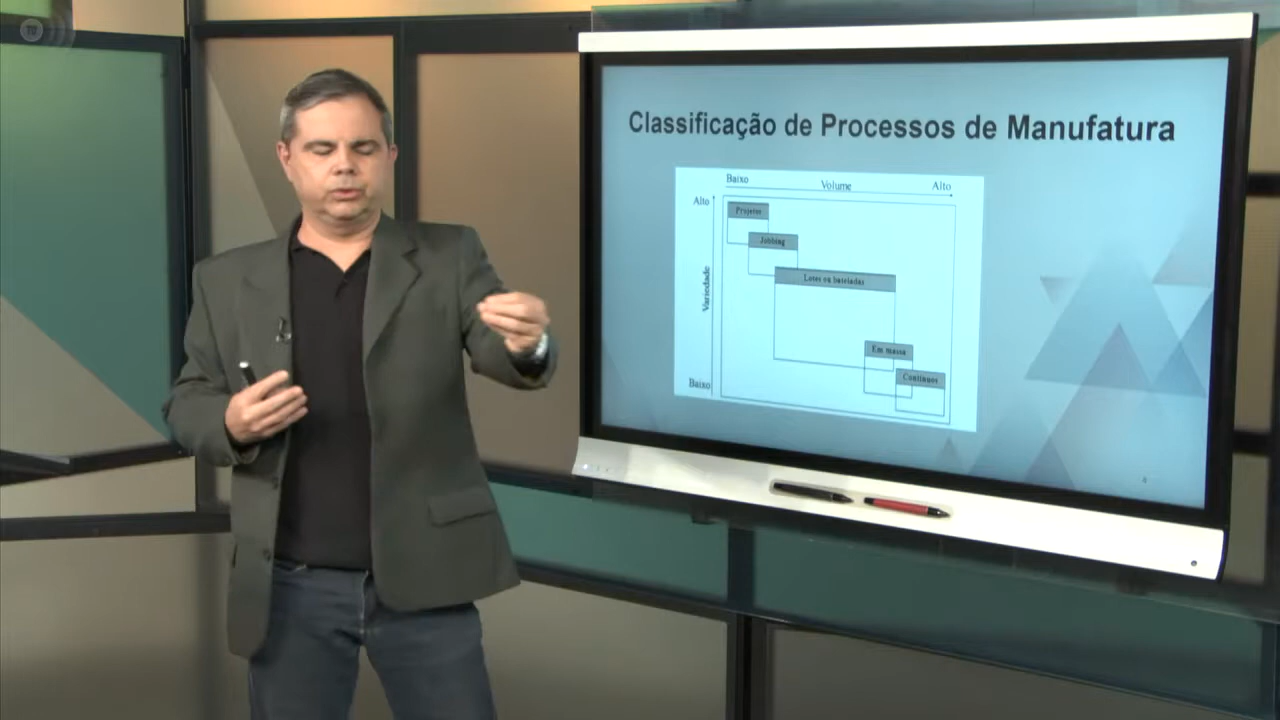 Classificação de Processos de Manufatura
Baixo
Volume
Alto
Alto
Projetos
Jobbing
Lotes ou bateladas
Variedade
Em massa
Contínuos
Baixo